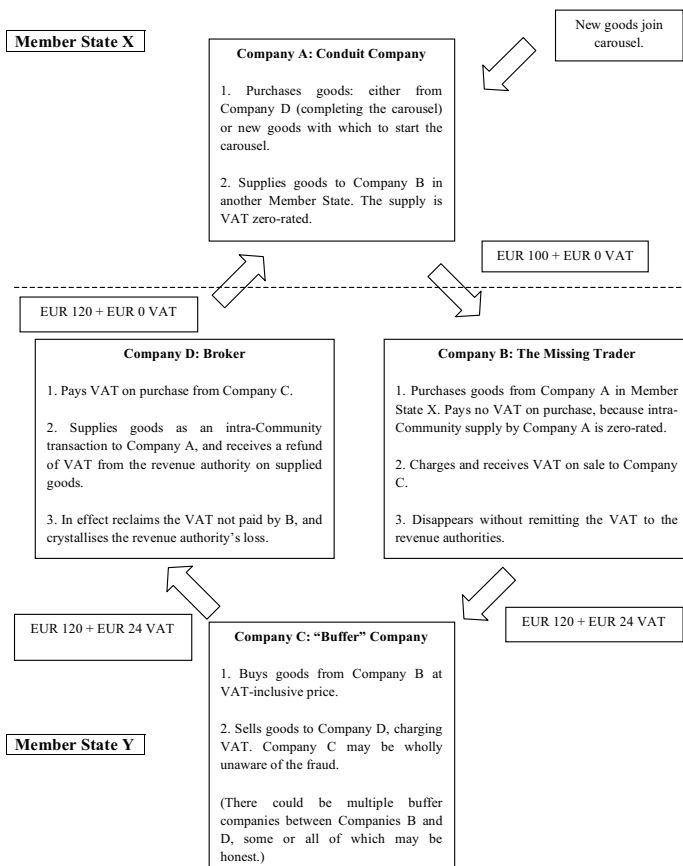 Member State X
New goods join
carousel.
Company A: Conduit Company
1. Purchases goods: either from
Company D (completing the carousel)
or new goods with which to start the
carousel.
2. Supplies goods to Company B in
another Member State. The supply is
VAT zero-rated.
EUR 100 + EUR 0 VAT
EUR 120 + EUR 0 VAT
Company D: Broker
1. Pays VAT on purchase from Company C.
2. Supplies goods as an intra-Community
transaction to Company A, and receives a refund
of VAT from the revenue authority on supplied
goods.
3. In effect reclaims the VAT not paid by B, and
crystallises the revenue authority's loss.
Company B: The Missing Trader
1. Purchases goods from Company A in Member
State X. Pays no VAT on purchase, because intra-
Community supply by Company A is zero-rated.
2. Charges and receives VAT on sale to Company
C.
3. Disappears without remitting the VAT to the
revenue authorities.
EUR 120 + EUR 24 VAT
EUR 120 + EUR 24 VAT
Company C: “Buffer” Company
1. Buys goods from Company B at
VAT-inclusive price.
2. Sells goods to Company D, charging
VAT. Company C may be wholly
unaware of the fraud.
(There could be multiple buffer
companies between Companies B and
D, some or all of which may be
honest.)
Member State Y